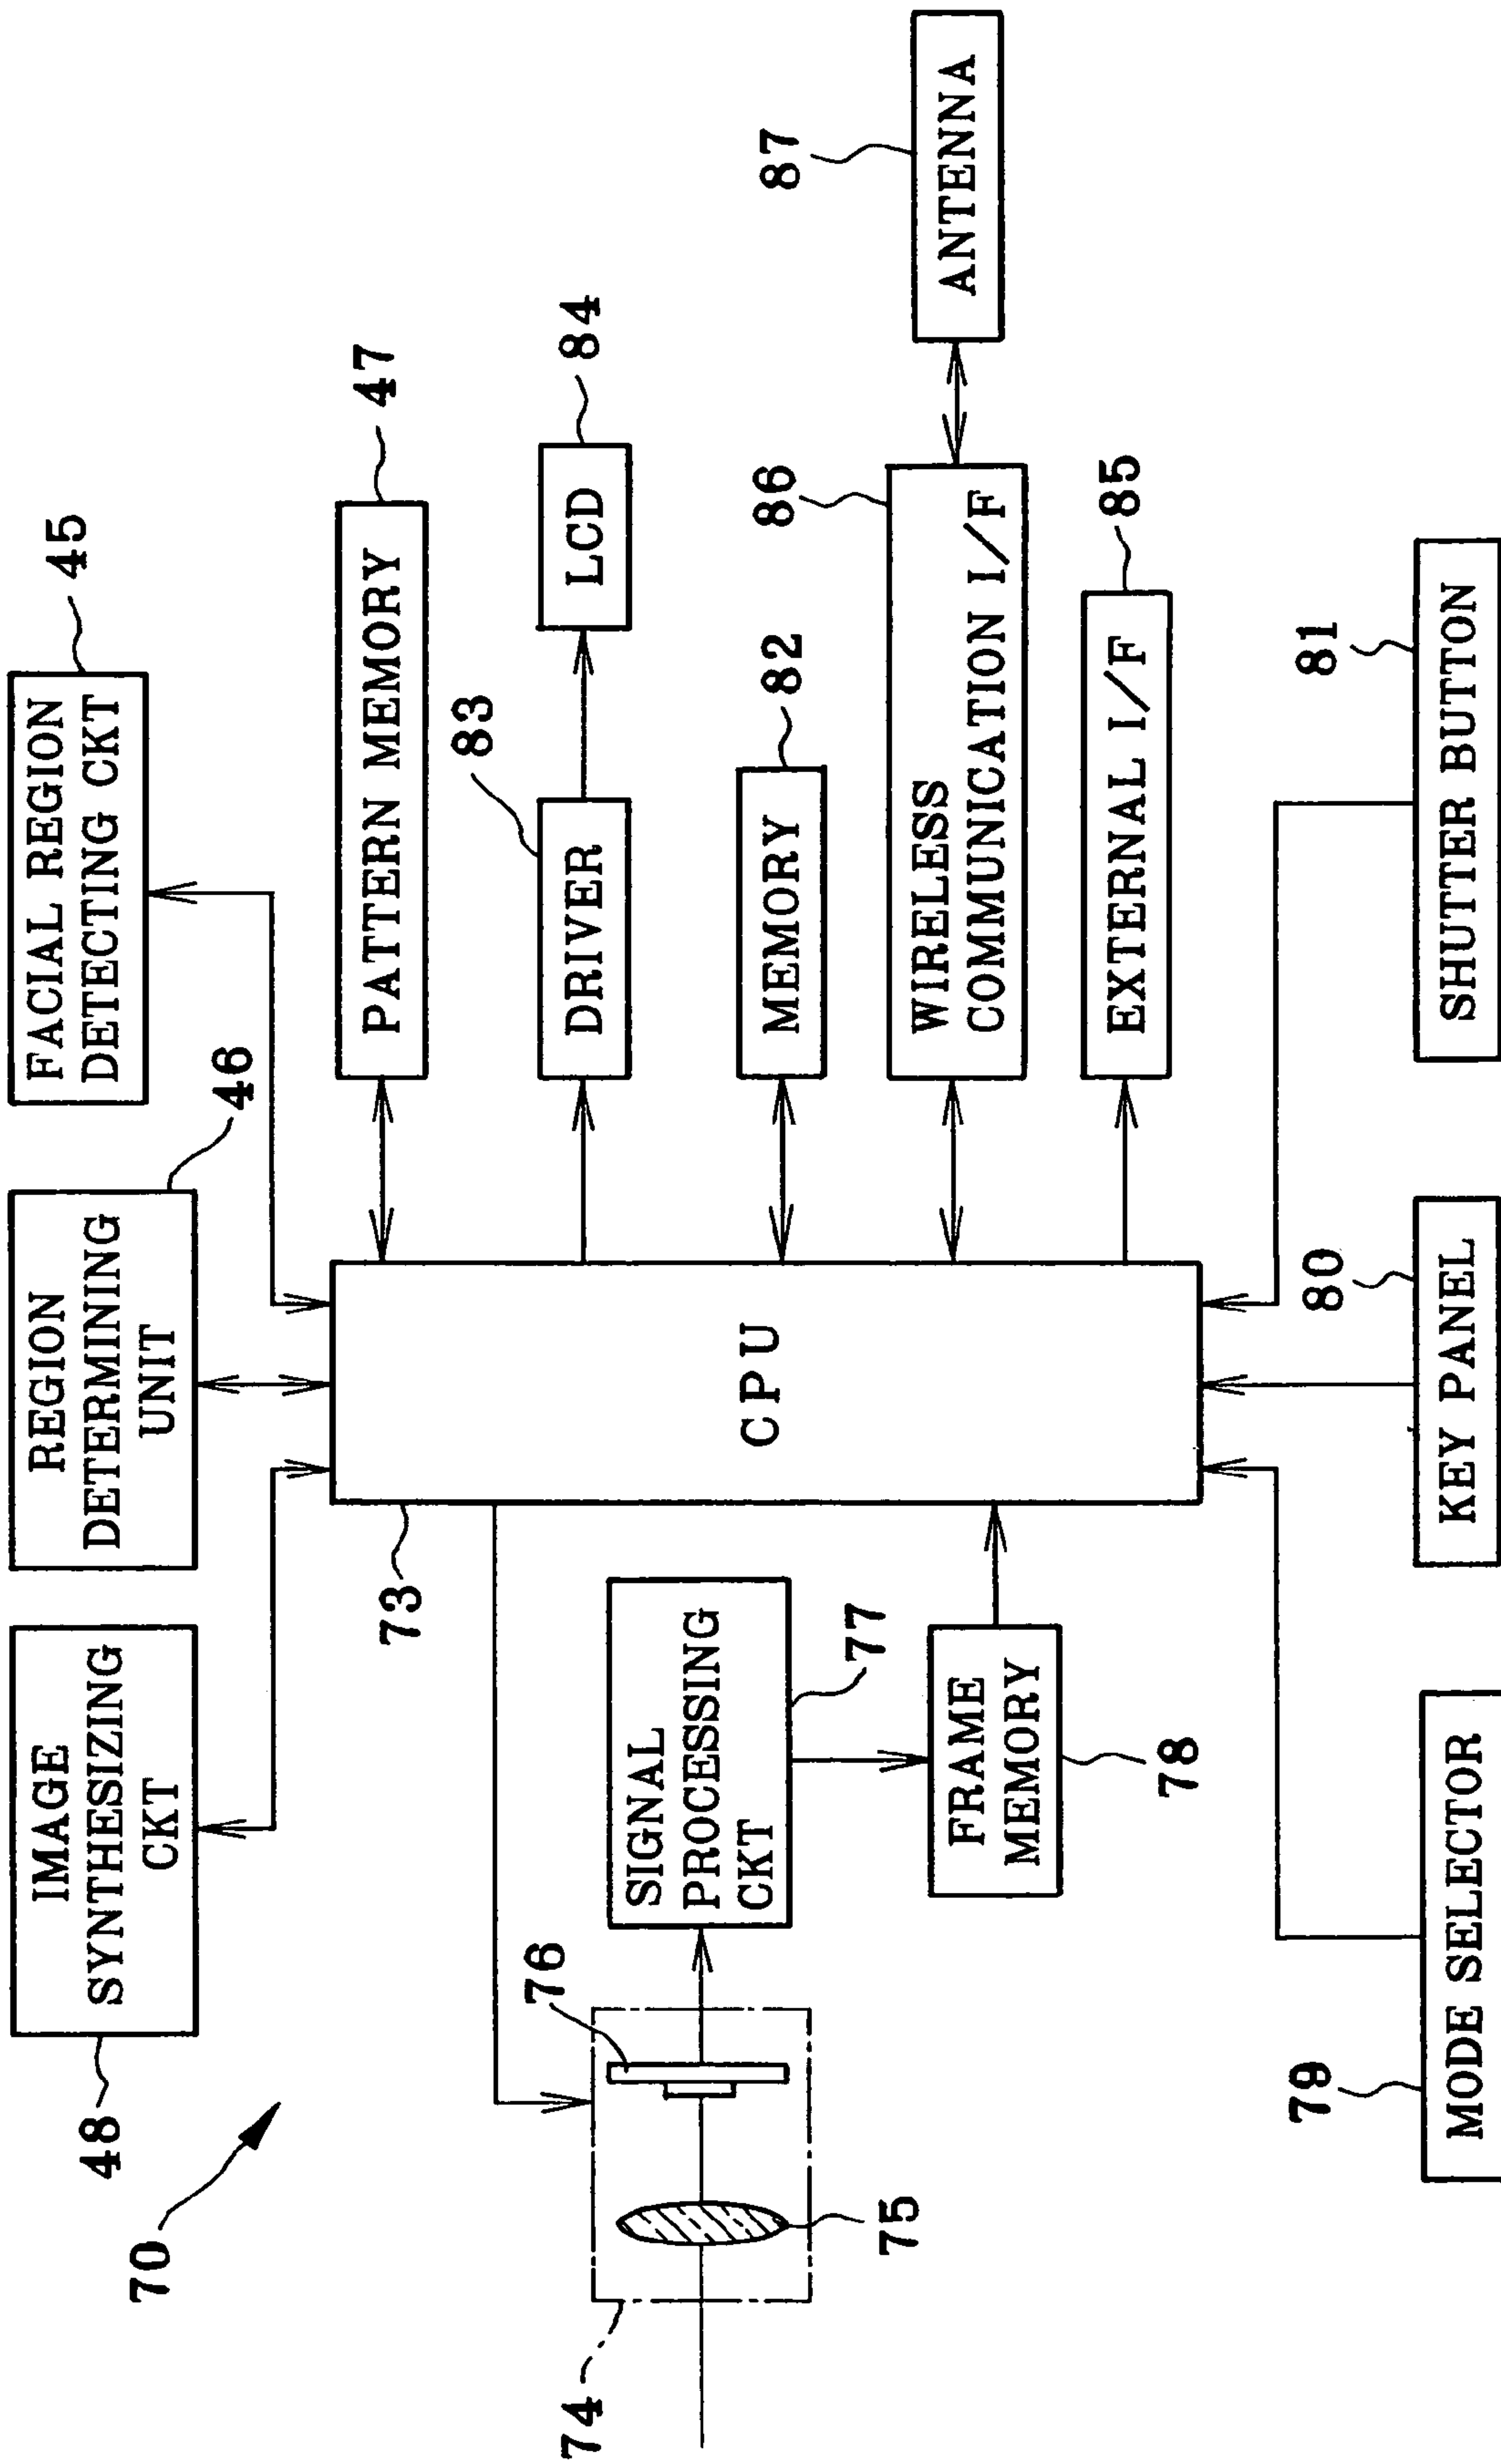 70
48
IMAGE
SYNTHESIZING
CKT
REGION
DETERMINING
UNIT
46
FACIAL REGION
DETECTING CKT
45
73
CPU
PATTERN MEMORY
47
83
DRIVER
LCD
84
74
75
76
SIGNAL
PROCESSING
CKT
77
FRAME
MEMORY
78
MEMORY
82
WIRELESS
COMMUNICATION I/F
86
ANTENNA
87
EXTERNAL I/F
85
79
MODE SELECTOR
80
KEY PANEL
81
SHUTTER BUTTON